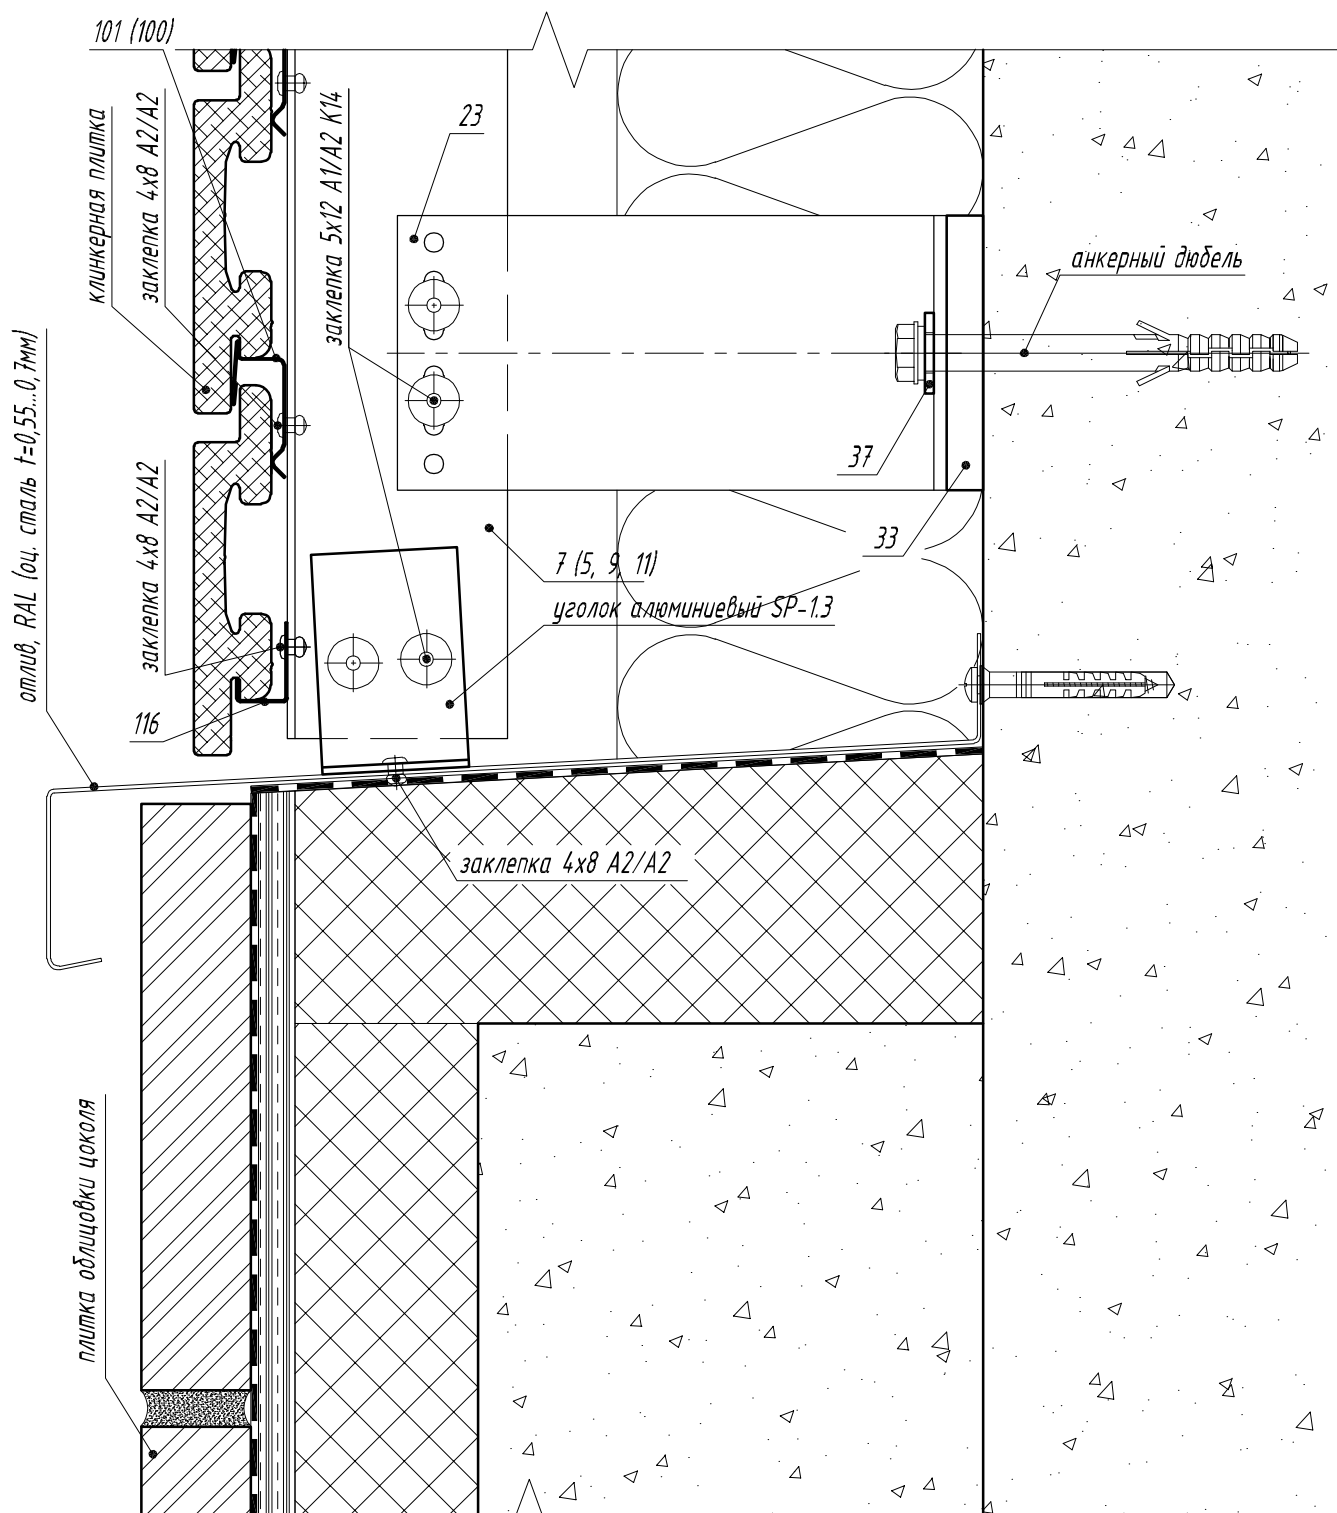 101 (100)
клинкерная плитка
заклепка 4х8 А2/А2
заклепка 5х12 А1/А2 К14
23
анкерный дюбель
отлив, RAL (оц. сталь t=0,55...0,7мм)
37
заклепка 4х8 А2/А2
33
7 (5, 9, 11)
уголок алюминиевый SP-1.3
116
заклепка 4х8 А2/А2
плитка облицовки цоколя